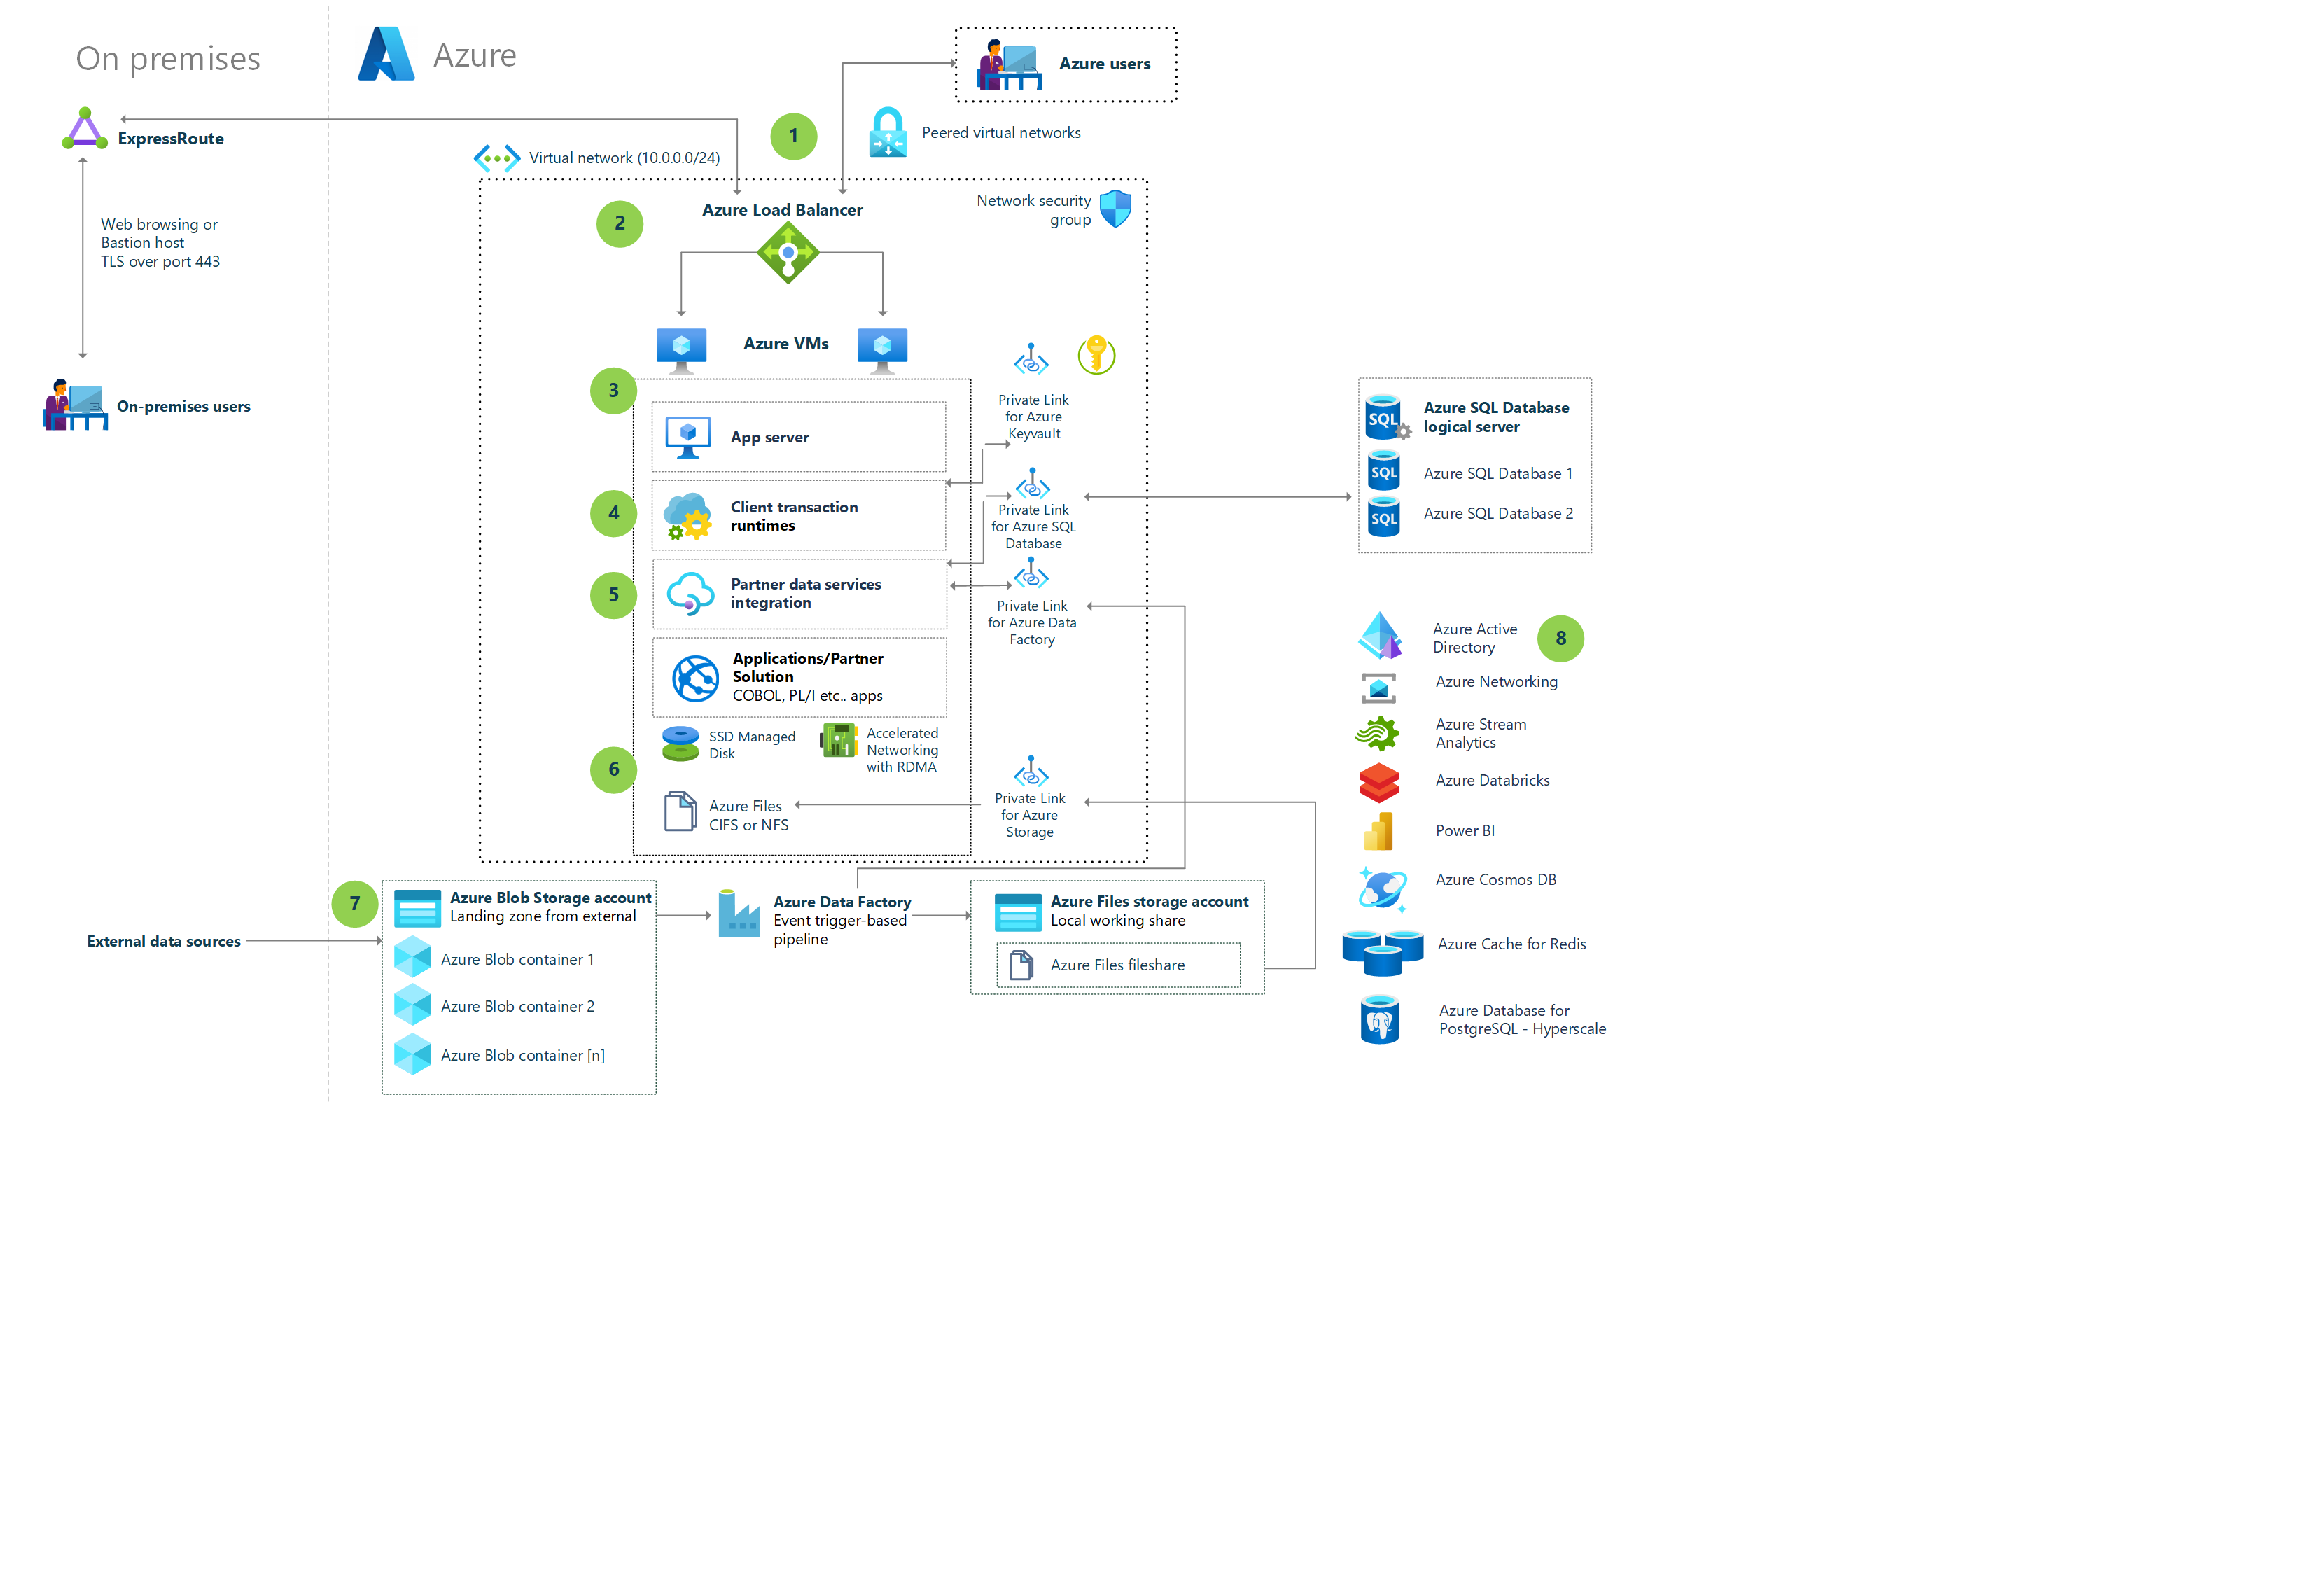 On premises
Azure
Azure users
ExpressRoute
1
Peered virtual networks
Virtual network (10.0.0.0/24)
Network security
group
2
Azure Load Balancer
Web browsing or
Bastion host
TLS over port 443
Azure VMs
On-premises users
3
App server
Private Link
for Azure
Keyvault
SQL
Azure SQL Database
logical server
SQL
Azure SQL Database 1
SQL
Azure SQL Database 2
4
Client transaction
runtimes
Private Link
for Azure SQL
Database
5
Partner data services
integration
Private Link
for Azure Data
Factory
Azure Active
Directory
8
Applications/Partner
Solution
COBOL, PL/I etc.. apps
Azure Networking
SSD Managed
Disk
Accelerated
Networking
with RDMA
Azure Stream
Analytics
6
Azure Files
CIFS or NFS
Private Link
for Azure
Storage
Azure Databricks
Power BI
Azure Cosmos DB
Azure Cache for Redis
Azure Database for
PostgreSQL - Hyperscale
7
Azure Blob Storage account
Landing zone from external
External data sources
Azure Blob container 1
Azure Blob container 2
Azure Blob container [n]
Azure Data Factory
Event trigger-based
pipeline
Azure Files storage account
Local working share
Azure Files fileshare